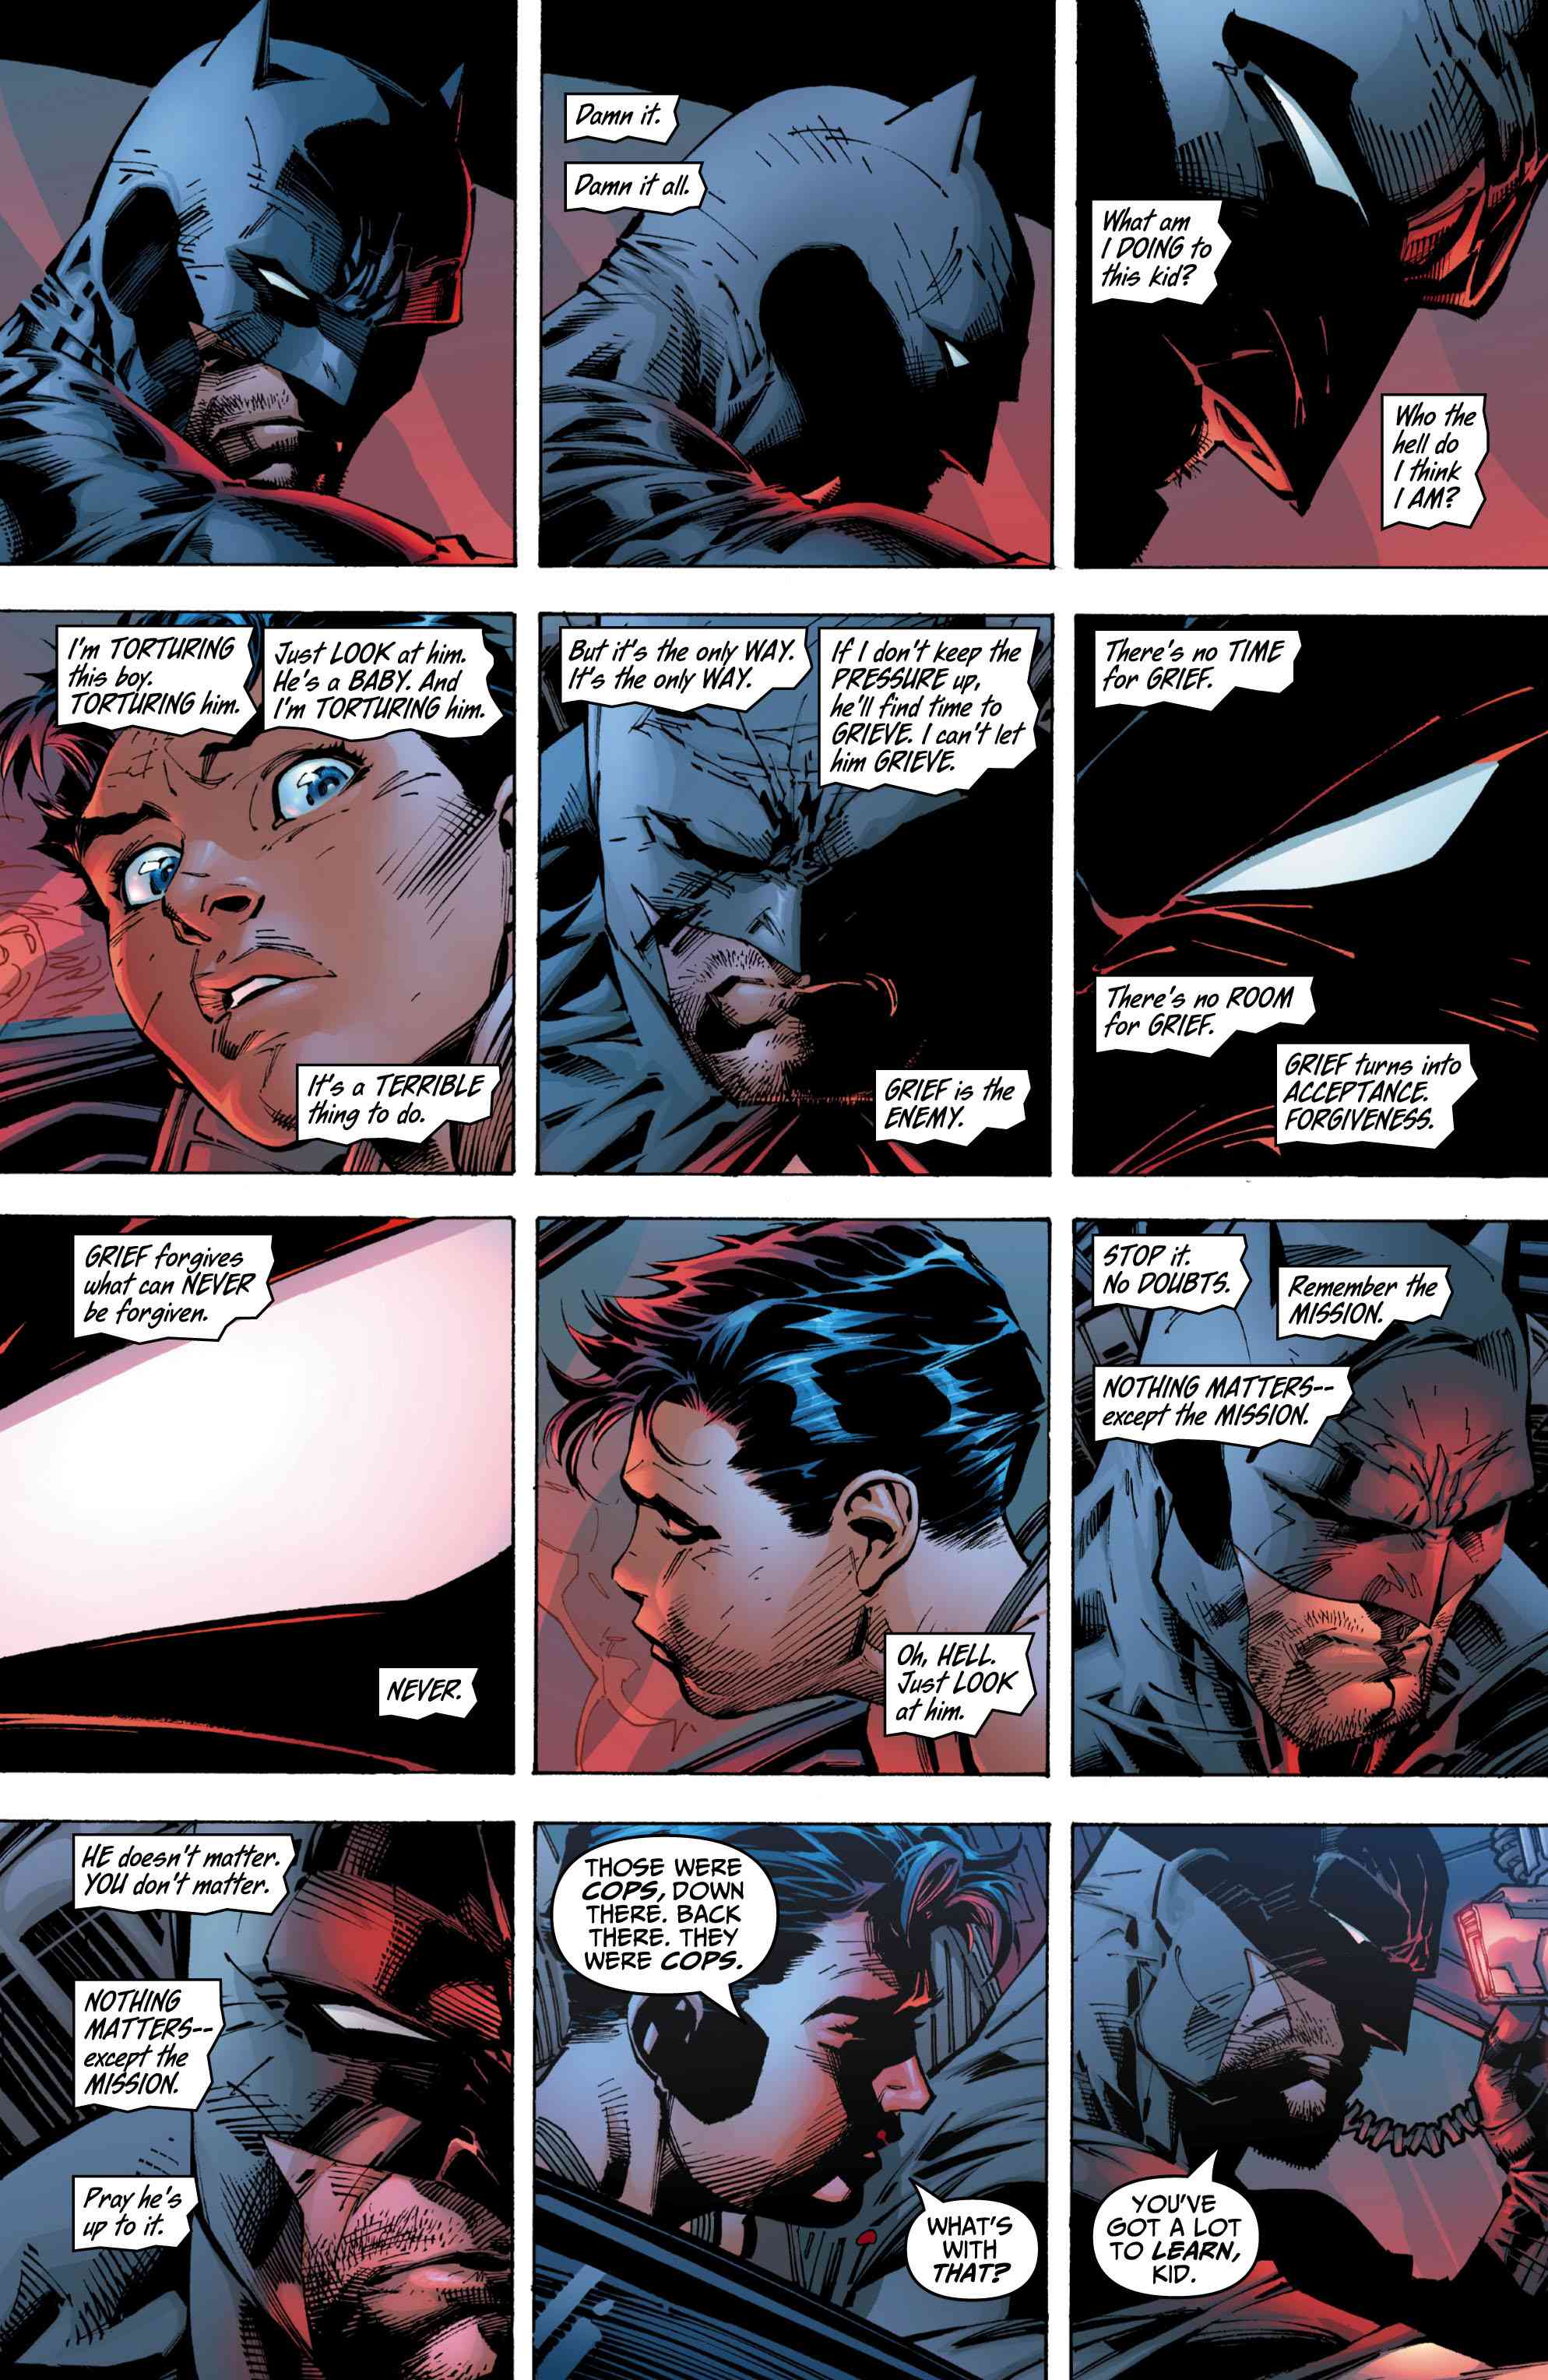 Damn it.
Damn it all.
What am
I DOING to
this kid?
Who the
hell do
I think
I AM?
I'm TORTURING
this boy.
TORTURING him.
Just LOOK at him.
He's a BABY. And
I'm TORTURING him.
It's a TERRIBLE
thing to do.
But it's the only WAY.
It's the only WAY.
If I don't keep the
PRESSURE up,
he'll find time to
GRIEVE. I can't let
him GRIEVE.
GRIEF is the
ENEMY.
There's no TIME
for GRIEF.
There's no ROOM
for GRIEF.
GRIEF turns into
ACCEPTANCE.
FORGIVENESS.
GRIEF forgives
what can NEVER
be forgiven.
NEVER.
Oh, HELL.
Just LOOK
at him.
STOP it.
No DOUBTS.
Remember the
MISSION.
NOTHING MATTERS--
except the MISSION.
HE doesn't matter.
YOU don't matter.
NOTHING
MATTERS--
except the
MISSION.
Pray he's
up to it.
THOSE WERE
COPS, DOWN
THERE. BACK
THERE. THEY
WERE COPS.
WHAT'S
WITH
THAT?
YOU'VE
GOT A LOT
TO LEARN,
KID.